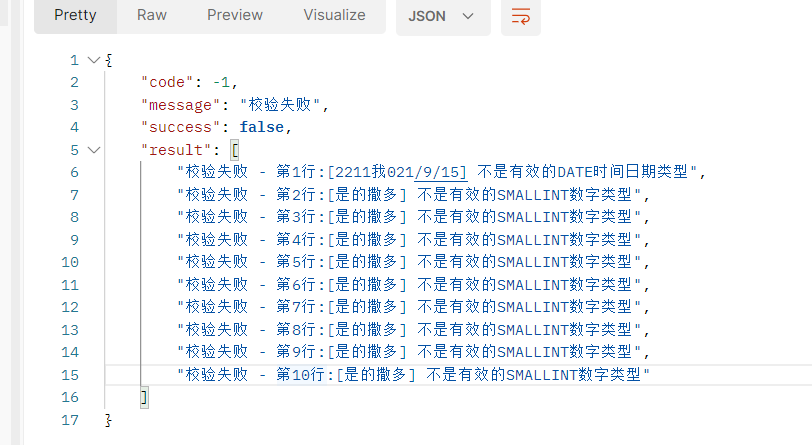 Pretty Raw Preview Visualize JSON
1 {
2 "code": -1,
3 "message": "校验失败",
4 "success": false,
5 "result": [
6 "校验失败 - 第1行:[2211我021/9/15] 不是有效的DATE时间日期类型",
7 "校验失败 - 第2行:[是的撒多] 不是有效的SMALLINT数字类型",
8 "校验失败 - 第3行:[是的撒多] 不是有效的SMALLINT数字类型",
9 "校验失败 - 第4行:[是的撒多] 不是有效的SMALLINT数字类型",
10 "校验失败 - 第5行:[是的撒多] 不是有效的SMALLINT数字类型",
11 "校验失败 - 第6行:[是的撒多] 不是有效的SMALLINT数字类型",
12 "校验失败 - 第7行:[是的撒多] 不是有效的SMALLINT数字类型",
13 "校验失败 - 第8行:[是的撒多] 不是有效的SMALLINT数字类型",
14 "校验失败 - 第9行:[是的撒多] 不是有效的SMALLINT数字类型",
15 "校验失败 - 第10行:[是的撒多] 不是有效的SMALLINT数字类型"
16 ]
17 }